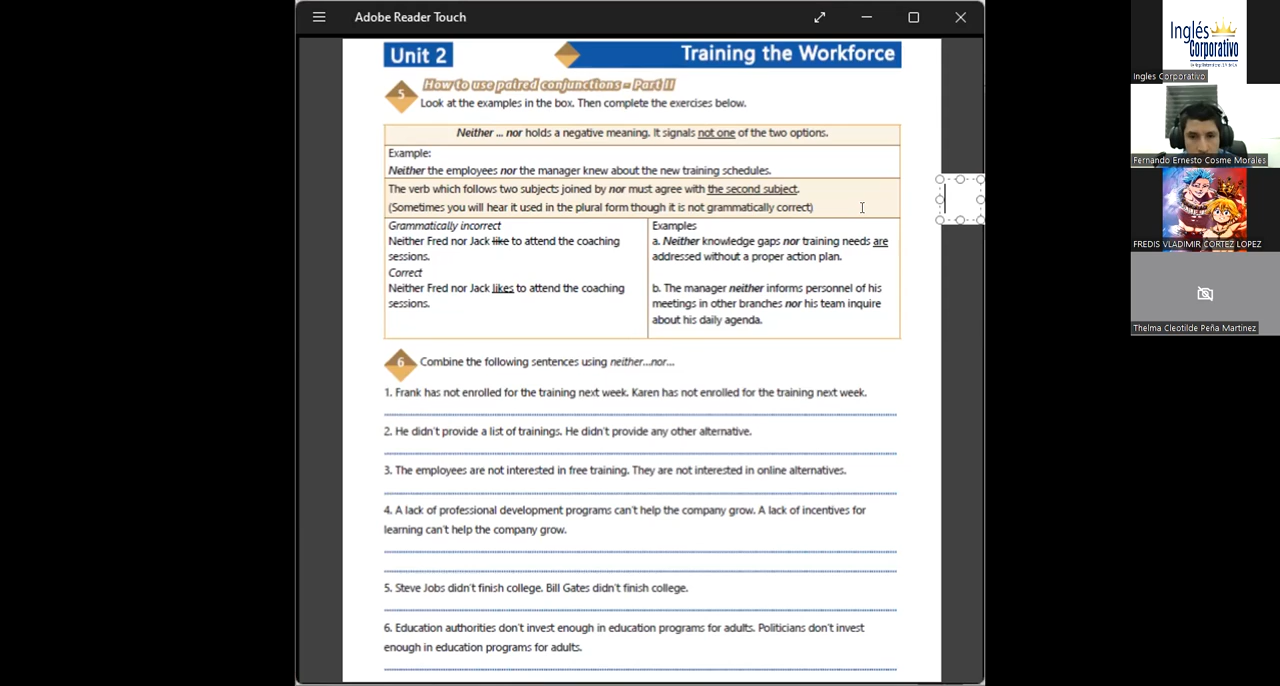 Adobe Reader Touch
Unit 2
Training the Workforce
5
How to use paired conjunctions - Part II
Look at the examples in the box. Then complete the exercises below.
Neither ... nor holds a negative meaning. It signals not one of the two options.
Example:
Neither the employees nor the manager knew about the new training schedules.
The verb which follows two subjects joined by nor must agree with the second subject.
(Sometimes you will hear it used in the plural form though it is not grammatically correct)
Grammatically incorrect
Neither Fred nor Jack like to attend the coaching
sessions.
Correct
Neither Fred nor Jack likes to attend the coaching
sessions.
Examples
a. Neither knowledge gaps nor training needs are
addressed without a proper action plan.
b. The manager neither informs personnel of his
meetings in other branches nor his team inquire
about his daily agenda.
6
Combine the following sentences using neither...nor...
1. Frank has not enrolled for the training next week. Karen has not enrolled for the training next week.
2. He didn't provide a list of trainings. He didn't provide any other alternative.
3. The employees are not interested in free training. They are not interested in online alternatives.
4. A lack of professional development programs can't help the company grow. A lack of incentives for
learning can't help the company grow.
5. Steve Jobs didn't finish college. Bill Gates didn't finish college.
6. Education authorities don't invest enough in education programs for adults. Politicians don't invest
enough in education programs for adults.
Inglés
Corporativo
Ingles Corporativo
Fernando Ernesto Cosme Morales
FREDIS VLADIMIR CORTEZ LOPEZ
Thelma Cleotilde Peña Martinez